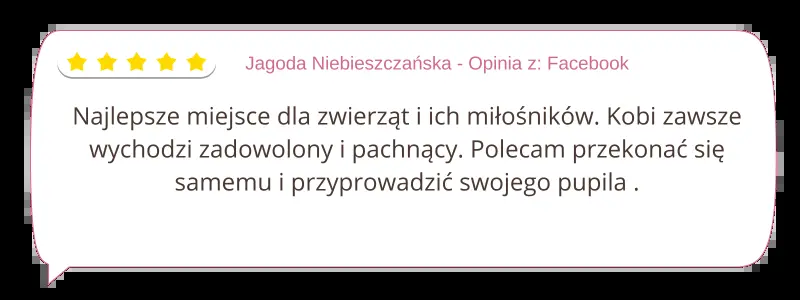 Jagoda Niebieszczańska - Opinia z: Facebook
Najlepsze miejsce dla zwierząt i ich miłośników. Kobi zawsze
wychodzi zadowolony i pachnący. Polecam przekonać się
samemu i przyprowadzić swojego pupila .